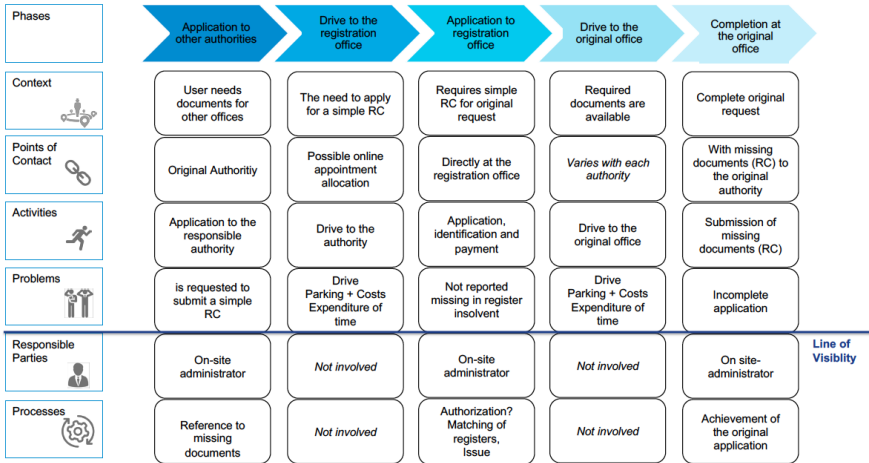 Phases
Application to
other authorities
Drive to the
registration
office
Application to
registration
office
Drive to the
original office
Completion at
the original
office
Context
User needs
documents for
other offices
The need to apply
for a simple RC
Requires simple
RC for original
request
Required
documents are
available
Complete original
request
Points of
Contact
Original Authoritiy
Possible online
appointment
allocation
Directly at the
registration office
Varies with each
authority
With missing
documents (RC) to
the original
authority
Activities
Application to the
responsible
authority
Drive to the
authority
Application,
identification and
payment
Drive to the
original office
Submission of
missing
documents (RC)
Problems
is requested to
submit a simple
RC
Drive
Parking + Costs
Expenditure of
time
Not reported
missing in register
insolvent
Drive
Parking + Costs
Expenditure of
time
Incomplete
application
Line of
Visiblity
Responsible
Parties
On-site
administrator
Not involved
On-site
administrator
Not involved
On site-
administrator
Processes
Reference to
missing
documents
Not involved
Authorization?
Matching of
registers,
Issue
Not involved
Achievement of
the original
application